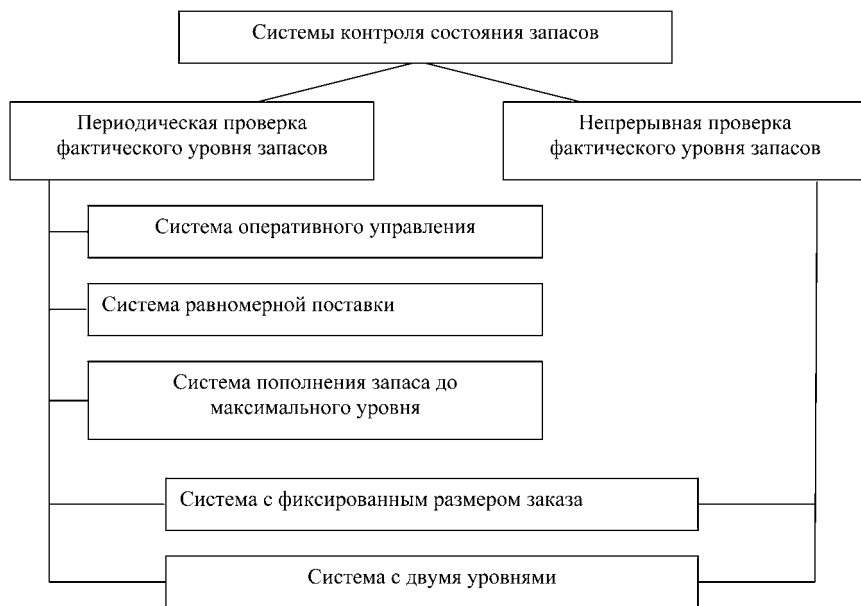 Системы контроля состояния запасов
Периодическая проверка
фактического уровня запасов
Непрерывная проверка
фактического уровня запасов
Система оперативного управления
Система равномерной поставки
Система пополнения запаса до
максимального уровня
Система с фиксированным размером заказа
Система с двумя уровнями